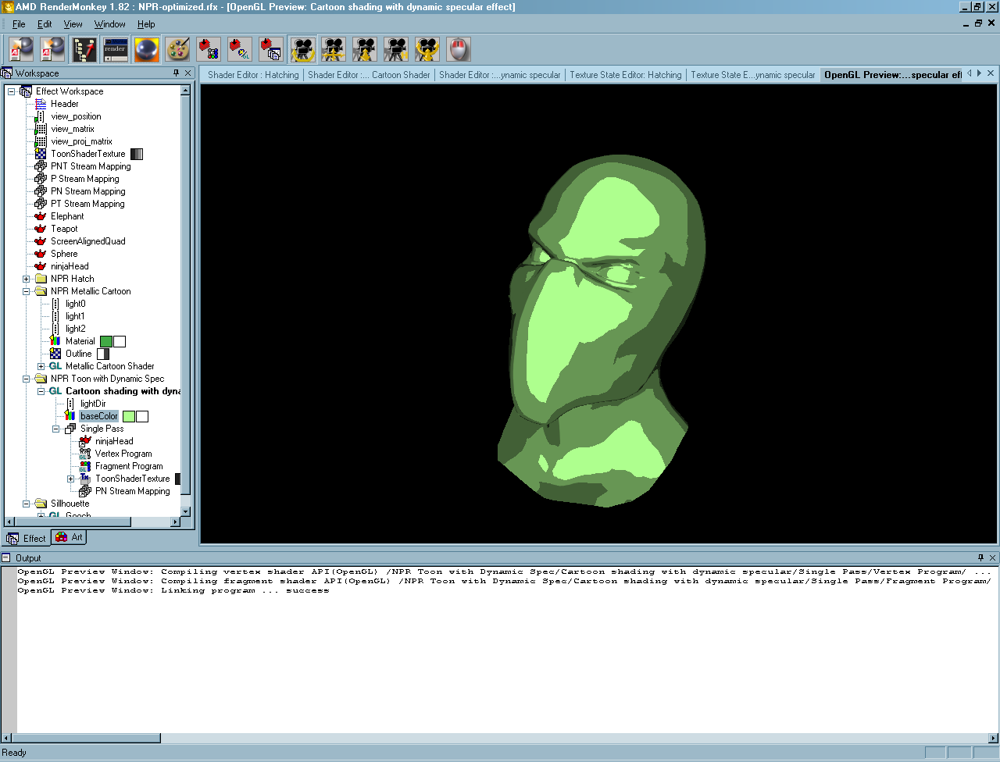 AMD RenderMonkey 1.82 : NPR-optimized.rfx - [OpenGL Preview: Cartoon shading with dynamic specular effect]
File Edit View Window Help
render
Workspace
Shader Editor : Hatching
Shader Editor :... Cartoon Shader
Shader Editor :...ynamic specular
Texture State Editor: Hatching
Texture State E...ynamic specular
OpenGL Preview:...specular eff
Effect Workspace
Header
view_position
view_matrix
view_proj_matrix
ToonShaderTexture
PNT Stream Mapping
P Stream Mapping
PN Stream Mapping
PT Stream Mapping
Elephant
Teapot
ScreenAlignedQuad
Sphere
ninjaHead
NPR Hatch
NPR Metallic Cartoon
light0
light1
light2
Material
Outline
GL Metallic Cartoon Shader
NPR Toon with Dynamic Spec
GL Cartoon shading with dyna
lightDir
baseColor
Single Pass
ninjaHead
Vertex Program
Fragment Program
ToonShaderTexture
PN Stream Mapping
Sillhouette
GL Gooch
Effect Art
Output
OpenGL Preview Window: Compiling vertex shader API(OpenGL) /NPR Toon with Dynamic Spec/Cartoon shading with dynamic specular/Single Pass/Vertex Program/ ...
OpenGL Preview Window: Compiling fragment shader API(OpenGL) /NPR Toon with Dynamic Spec/Cartoon shading with dynamic specular/Single Pass/Fragment Program/
OpenGL Preview Window: Linking program ... success
Ready